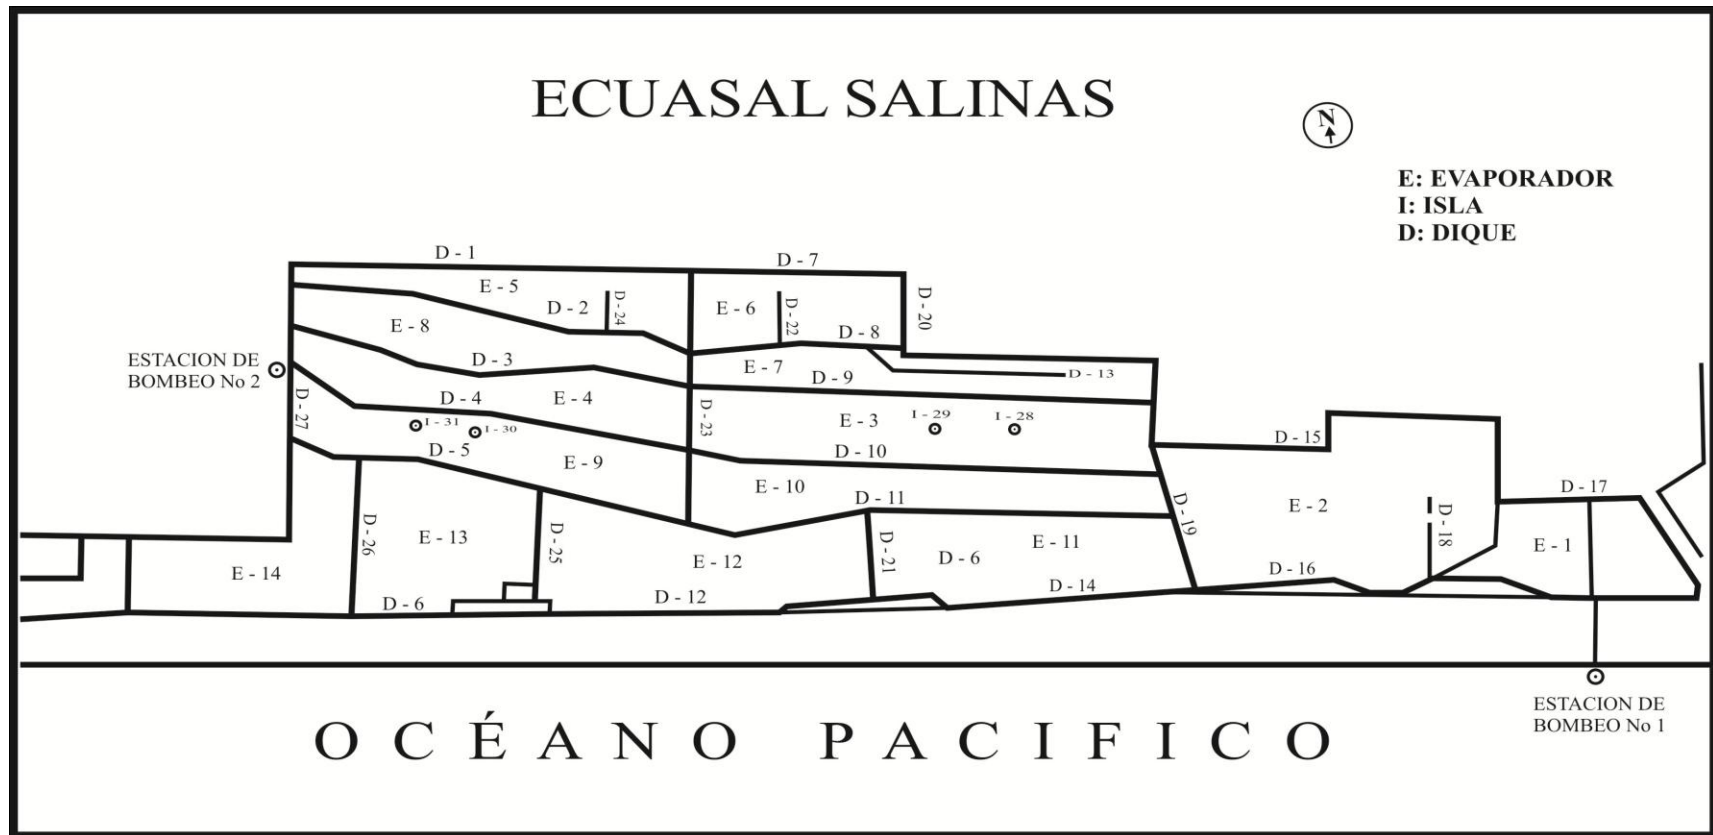 ECUASAL SALINAS
N
E: EVAPORADOR
I: ISLA
D: DIQUE
D - 1
D - 7
E - 5
D - 2
D - 24
E - 6
D - 22
D - 8
D - 20
E - 8
ESTACION DE
BOMBEO No 2
D - 3
E - 7
D - 9
D - 13
D - 27
D - 4
E - 4
D - 23
E - 3
I - 29
I - 28
I - 31
I - 30
D - 5
E - 9
D - 10
D - 15
E - 10
D - 11
D - 19
E - 2
D - 18
D - 17
E - 1
D - 26
E - 13
D - 25
E - 12
D - 21
D - 6
E - 11
E - 14
D - 6
D - 12
D - 14
D - 16
OCÉANO PACIFICO
ESTACION DE
BOMBEO No 1